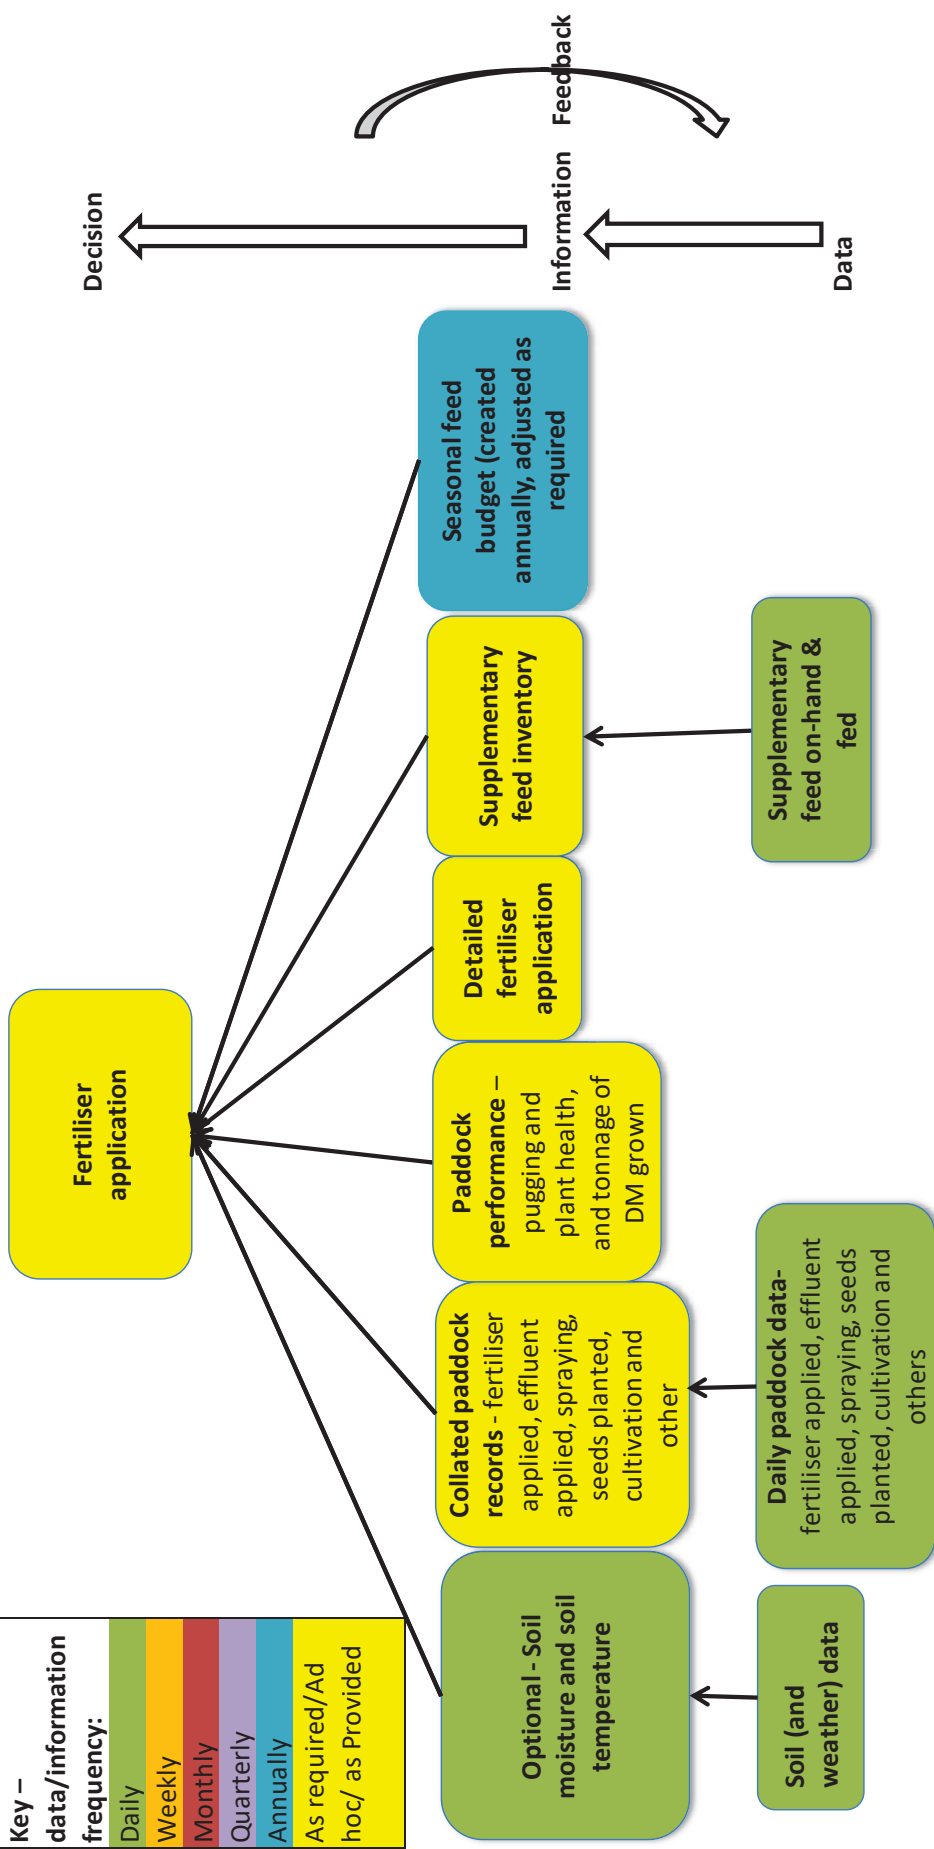 Key –
data/information
frequency:
Daily
Weekly
Monthly
Quarterly
Annually
As required/Ad
hoc/ as Provided
Fertiliser
application
Decision
Optional - Soil
moisture and soil
temperature
Collated paddock
records - fertiliser
applied, effluent
applied, spraying,
seeds planted,
cultivation and
other
Paddock
performance –
pugging and
plant health,
and tonnage of
DM grown
Detailed
fertiliser
application
Supplementary
feed inventory
Seasonal feed
budget (created
annually, adjusted as
required
Information
Feedback
Soil (and
weather) data
Daily paddock data-
fertiliser applied, effluent
applied, spraying, seeds
planted, cultivation and
others
Supplementary
feed on-hand &
fed
Data